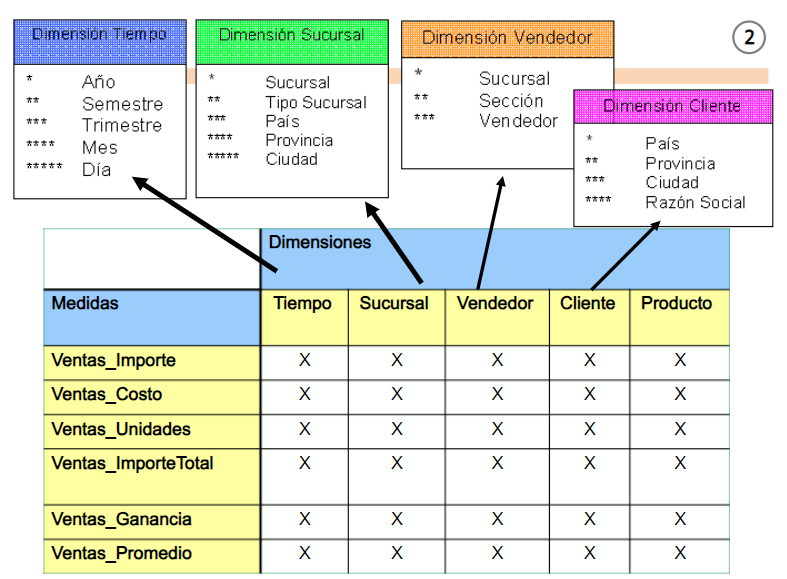 Dimensión Tiempo
* Año
** Semestre
*** Trimestre
**** Mes
***** Día
Dimensión Sucursal
* Sucursal
** Tipo Sucursal
*** País
**** Provincia
***** Ciudad
Dimensión Vendedor
* Sucursal
** Sección
*** Vendedor
2
Dimensión Cliente
* País
** Provincia
*** Ciudad
**** Razón Social
Dimensiones
Medidas Tiempo Sucursal Vendedor Cliente Producto
Ventas_Importe X X X X X
Ventas_Costo X X X X X
Ventas_Unidades X X X X X
Ventas_ImporteTotal X X X X X
Ventas_Ganancia X X X X X
Ventas_Promedio X X X X X